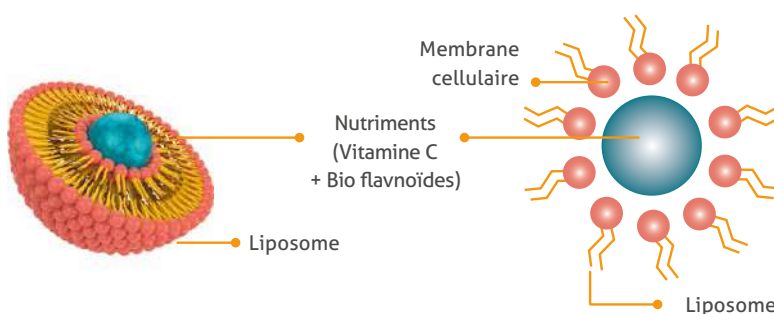 Membrane
cellulaire
Nutriments
(Vitamine C
+ Bio flavnoïdes)
Liposome
Liposome